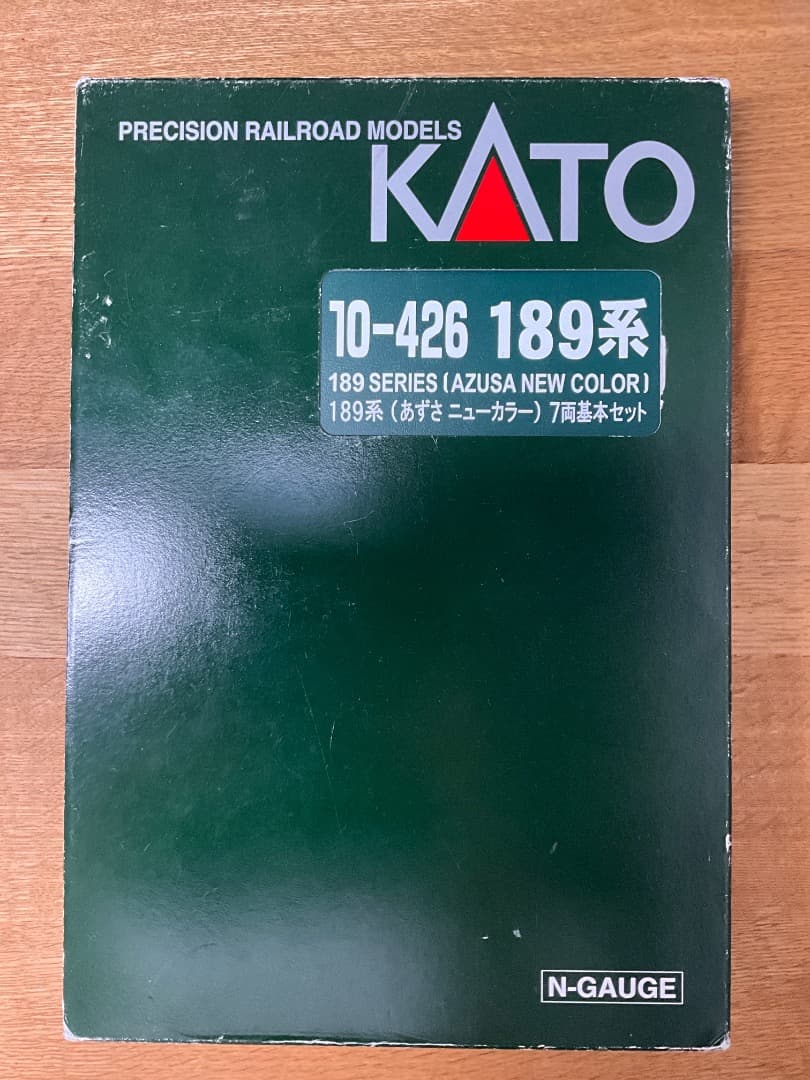 PRECISION RAILROAD MODELS
KATO
10-426 189系
189 SERIES (AZUSA NEW COLOR)
189系 (あずさ ニューカラー) 7両基本セット
N-GAUGE